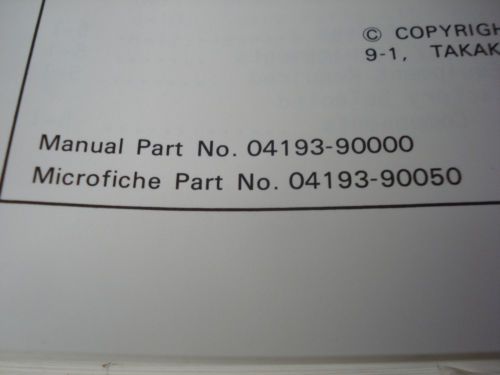 © COPYRIGH
9-1, TAKAK
Manual Part No. 04193-90000
Microfiche Part No. 04193-90050